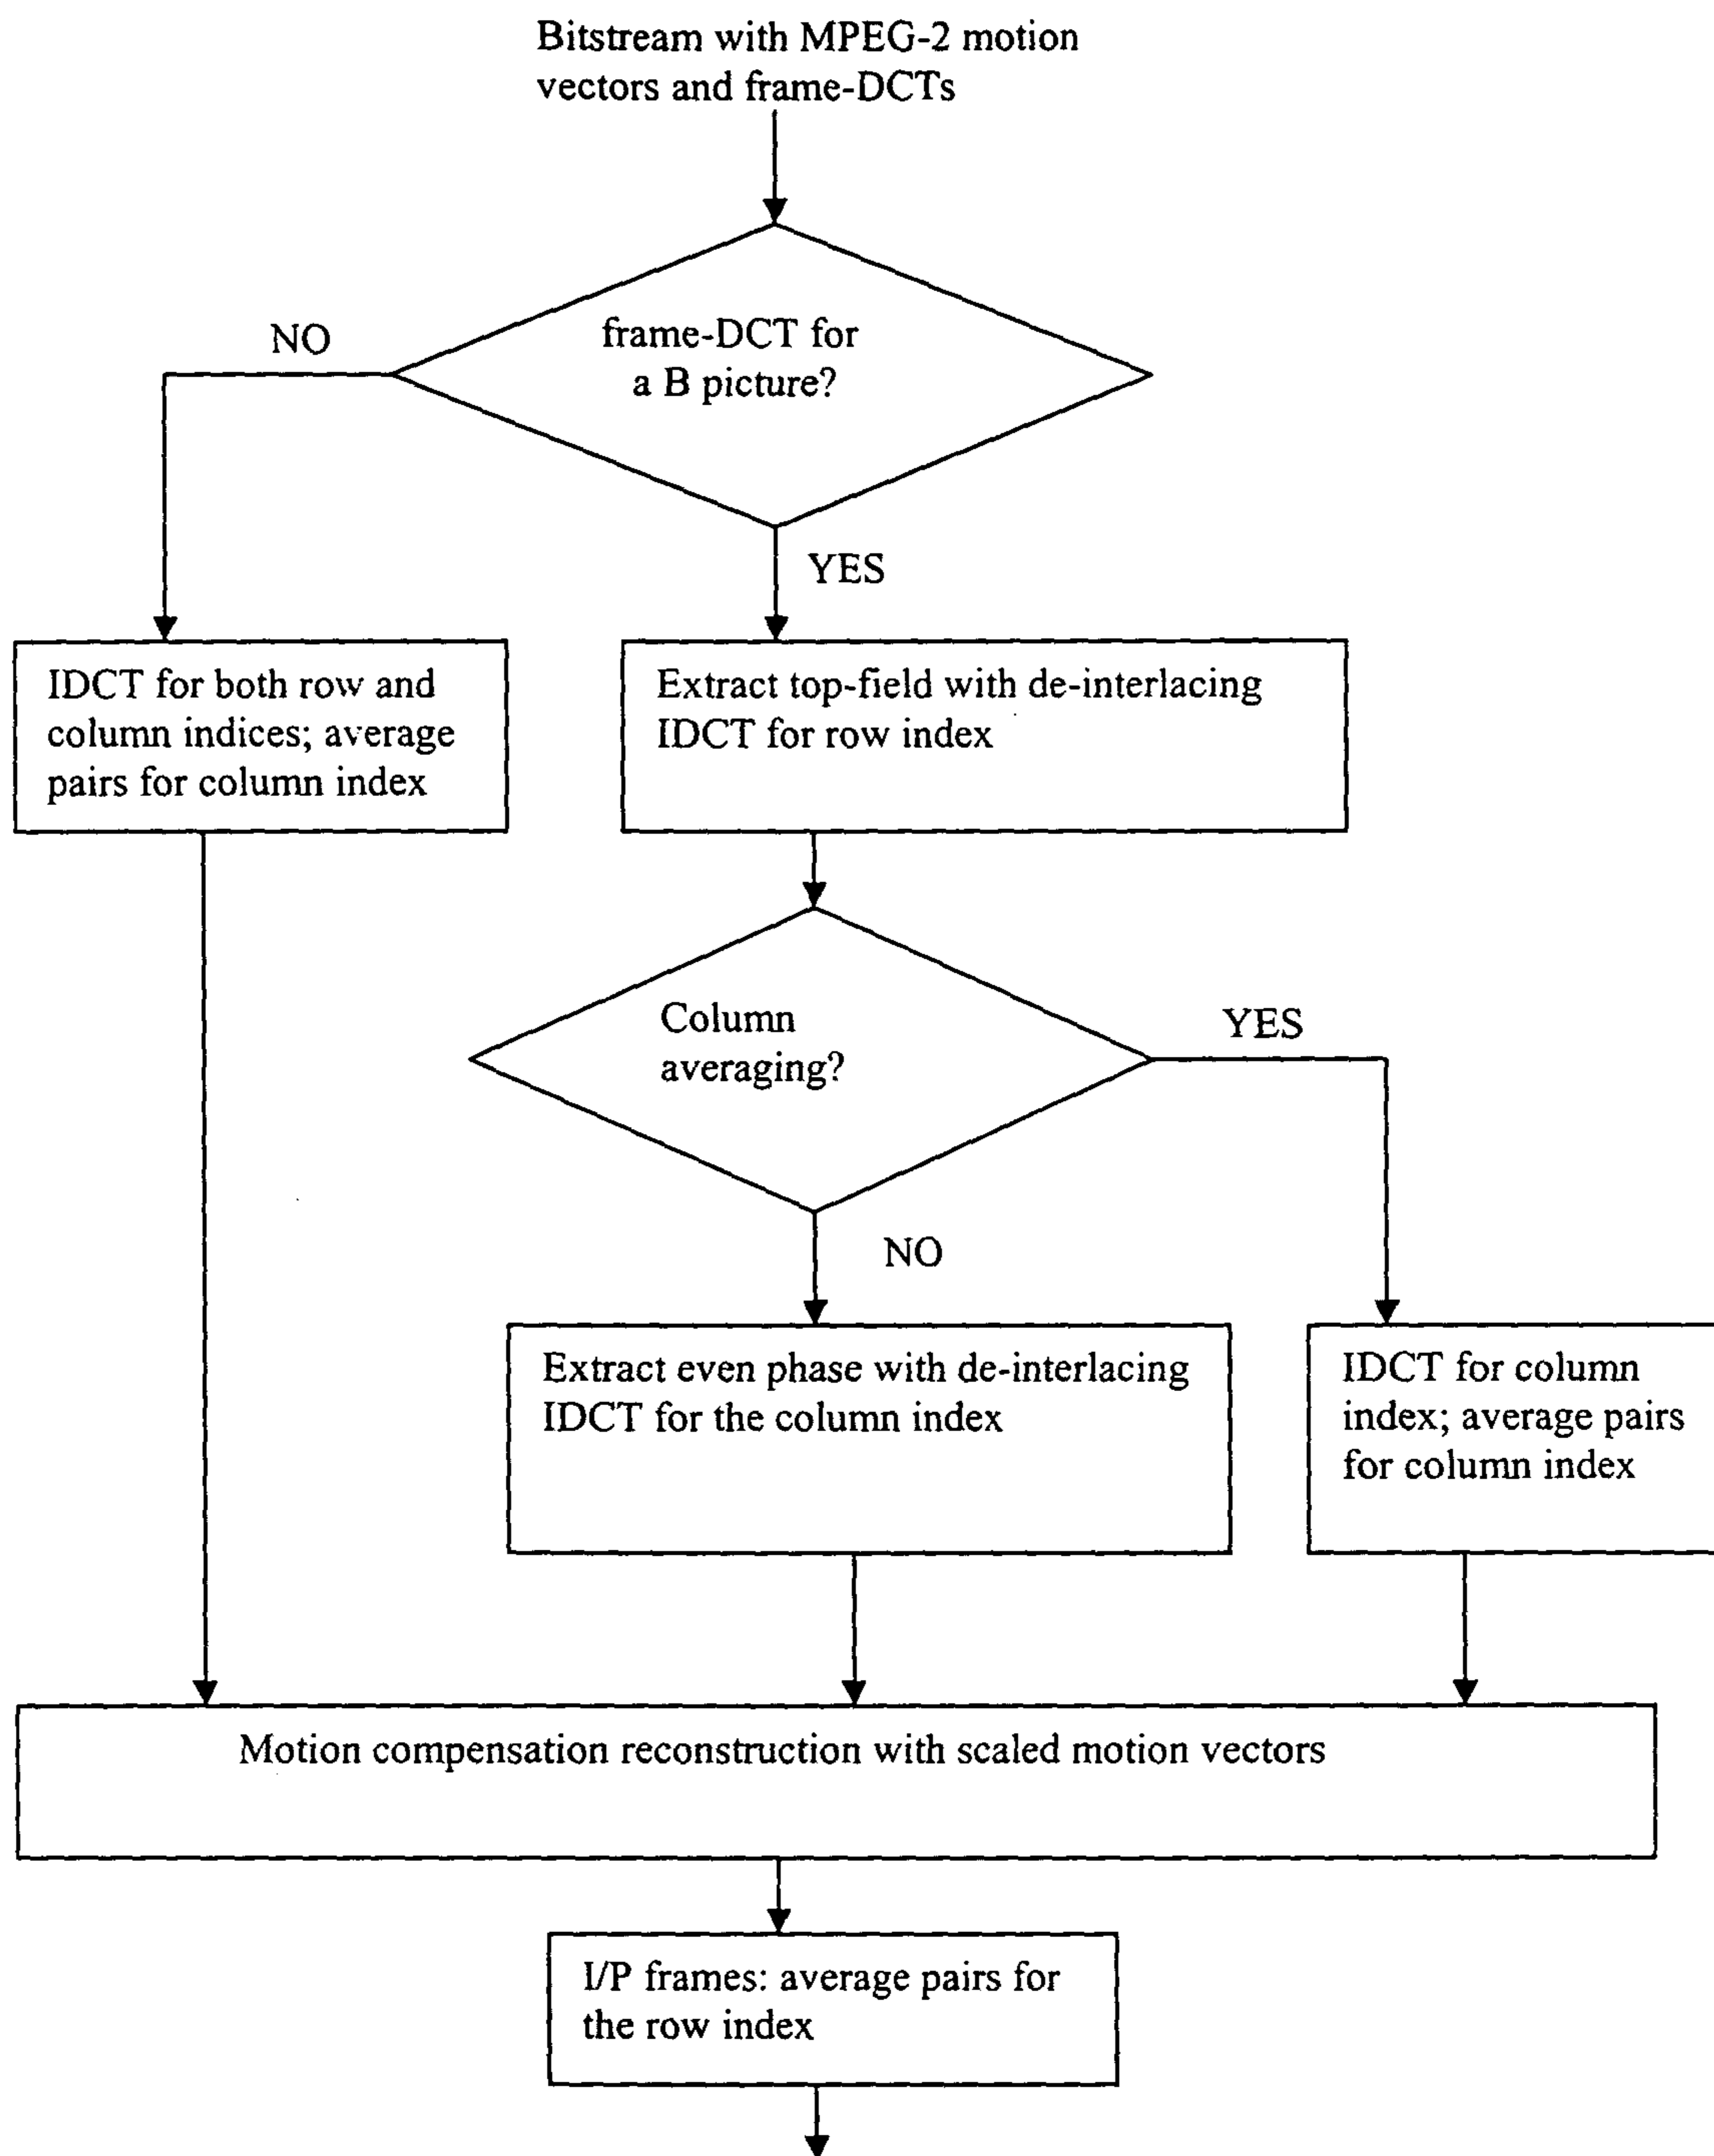 Bitstream with MPEG-2 motion
vectors and frame-DCTs
frame-DCT for
a B picture?
NO
YES
IDCT for both row and
column indices; average
pairs for column index
Extract top-field with de-interlacing
IDCT for row index
Column
averaging?
YES
NO
Extract even phase with de-interlacing
IDCT for the column index
IDCT for column
index; average pairs
for column index
Motion compensation reconstruction with scaled motion vectors
I/P frames: average pairs for
the row index